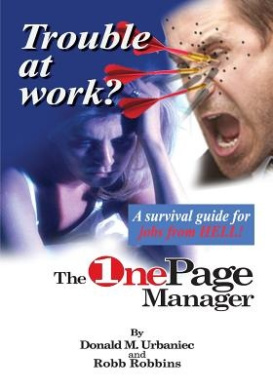 Trouble
at
work?
A survival guide for
jobs from HELL!
The 1nePage
Manager
By
Donald M. Urbaniec
and
Robb Robbins